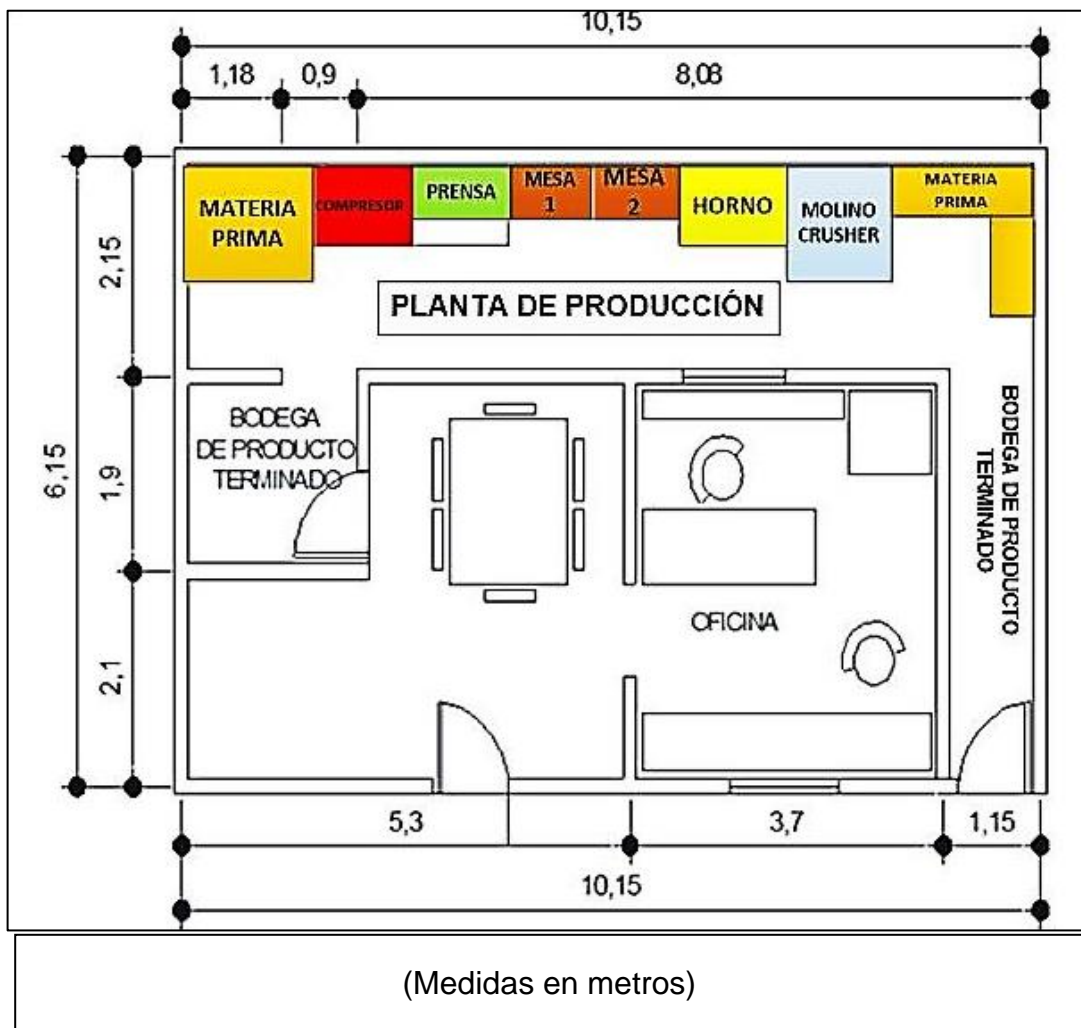 10,15
1,18
0,9
8,08
MATERIA
PRIMA
COMPRESOR
PRENSA
MESA
1
MESA
2
HORNO
MOLINO
CRUSHER
MATERIA
PRIMA
2,15
PLANTA DE PRODUCCIÓN
6,15
1,9
2,1
BODEGA
DE PRODUCTO
TERMINADO
BODEGA DE PRODUCTO
TERMINADO
OFICINA
5,3
3,7
1,15
10,15
(Medidas en metros)